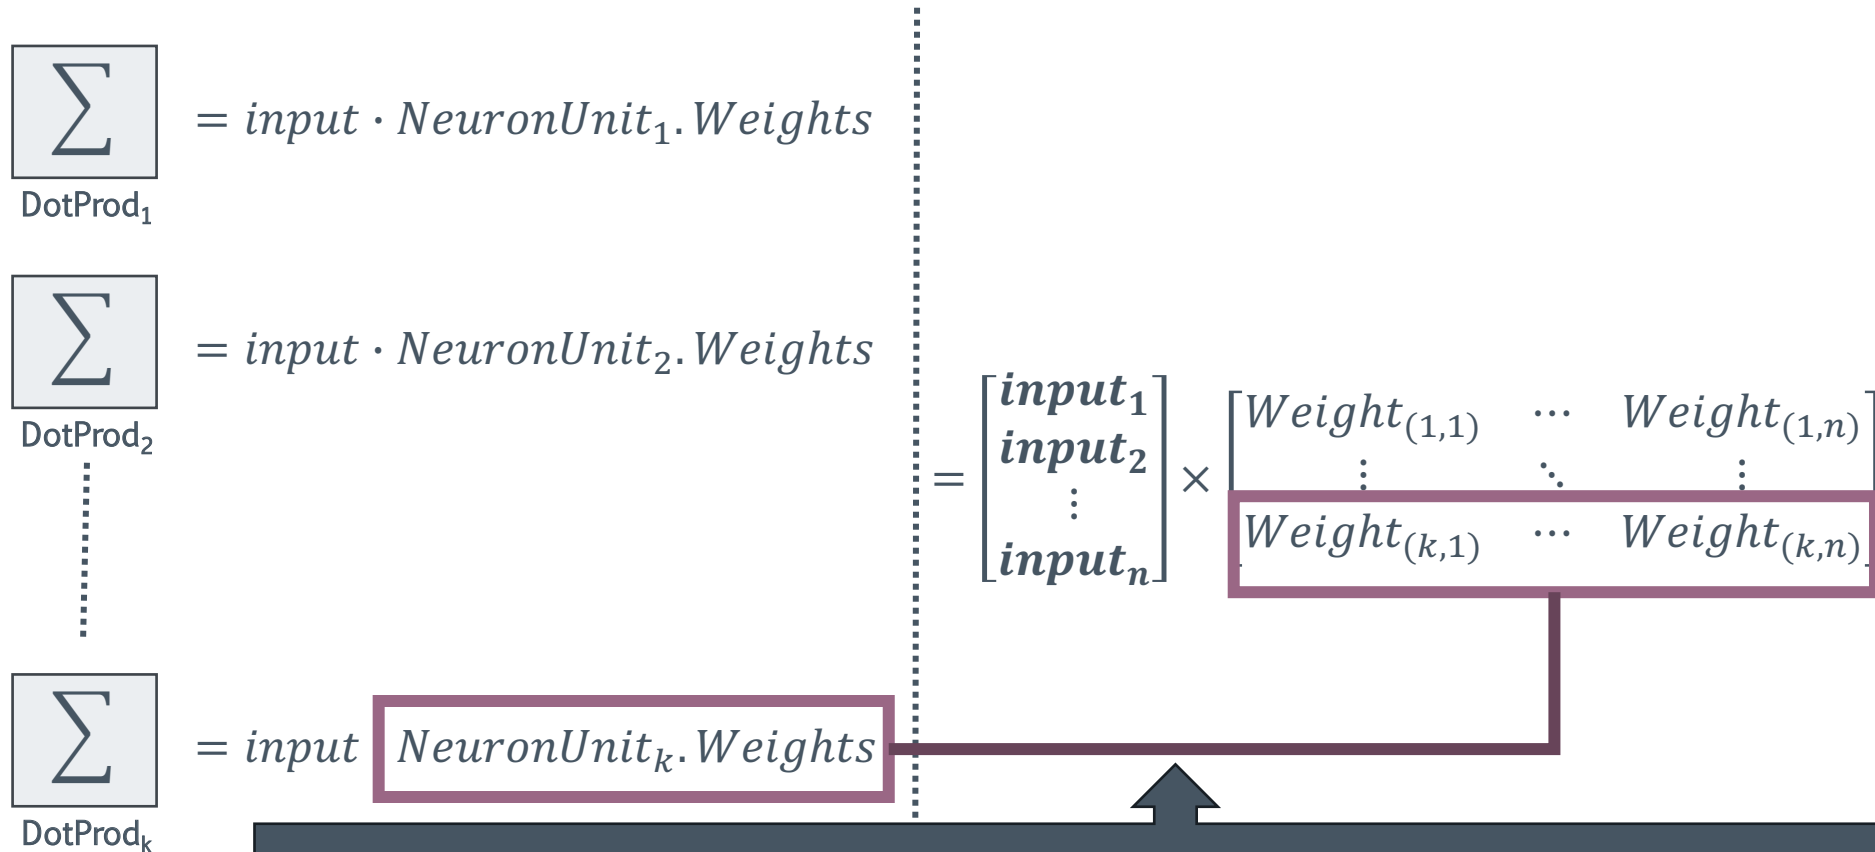 ∑ = input · NeuronUnit₁.Weights
DotProd₁
∑ = input · NeuronUnit₂.Weights
DotProd₂
∑ = input NeuronUnitₖ.Weights
DotProdₖ
= [input₁ input₂ ⋮ inputₙ] × [Weight₍₁,₁₎ ⋯ Weight₍₁,ₙ₎
⋮ ⋱ ⋮
Weight₍ₖ,₁₎ ⋯ Weight₍ₖ,ₙ₎]